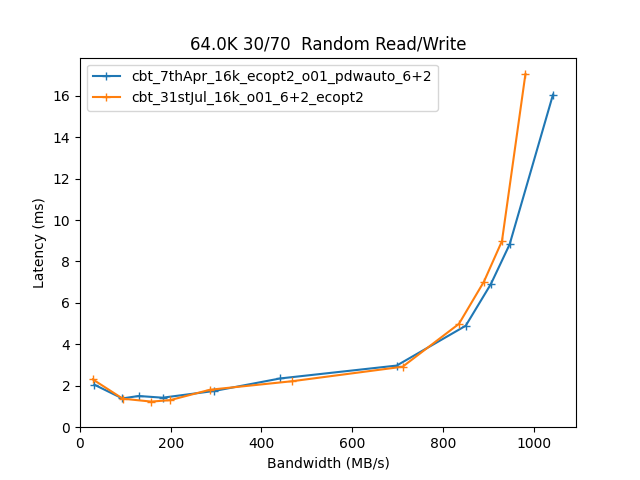 64.0K 30/70  Random Read/Write
cbt_7thApr_16k_ecopt2_o01_pdwauto_6+2
cbt_31stJul_16k_o01_6+2_ecopt2
16
14
12
10
8
6
4
2
0
Latency (ms)
0 200 400 600 800 1000
Bandwidth (MB/s)